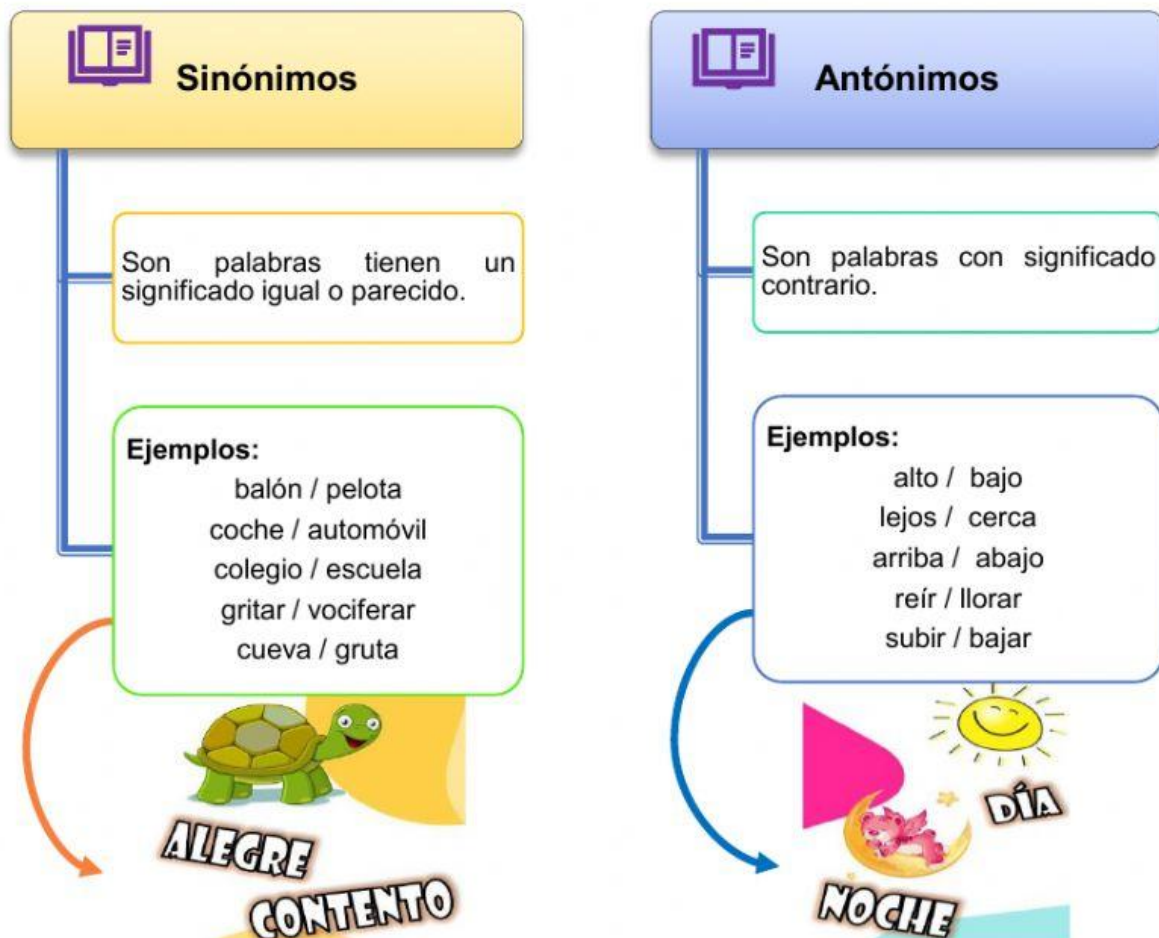 Sinónimos
Son palabras tienen un
significado igual o parecido.
Ejemplos:
balón / pelota
coche / automóvil
colegio / escuela
gritar / vociferar
cueva / gruta
ALEGRE
CONTENTO
Antónimos
Son palabras con significado
contrario.
Ejemplos:
alto / bajo
lejos / cerca
arriba / abajo
reír / llorar
subir / bajar
DÍA
NOCHE